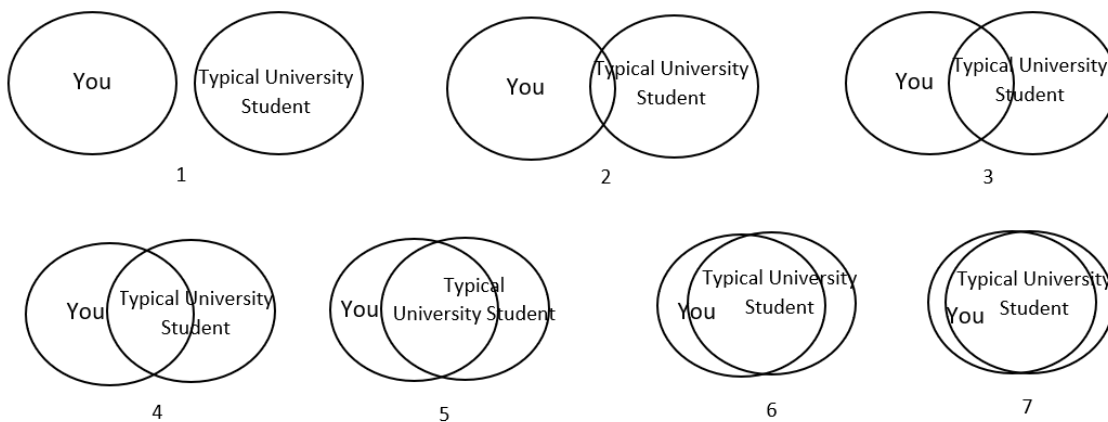 You
Typical University
Student
1
You
Typical University
Student
2
You
Typical University
Student
3
You
Typical University
Student
4
You
Typical
University Student
5
You
Typical University
Student
6
You
Typical University
Student
7